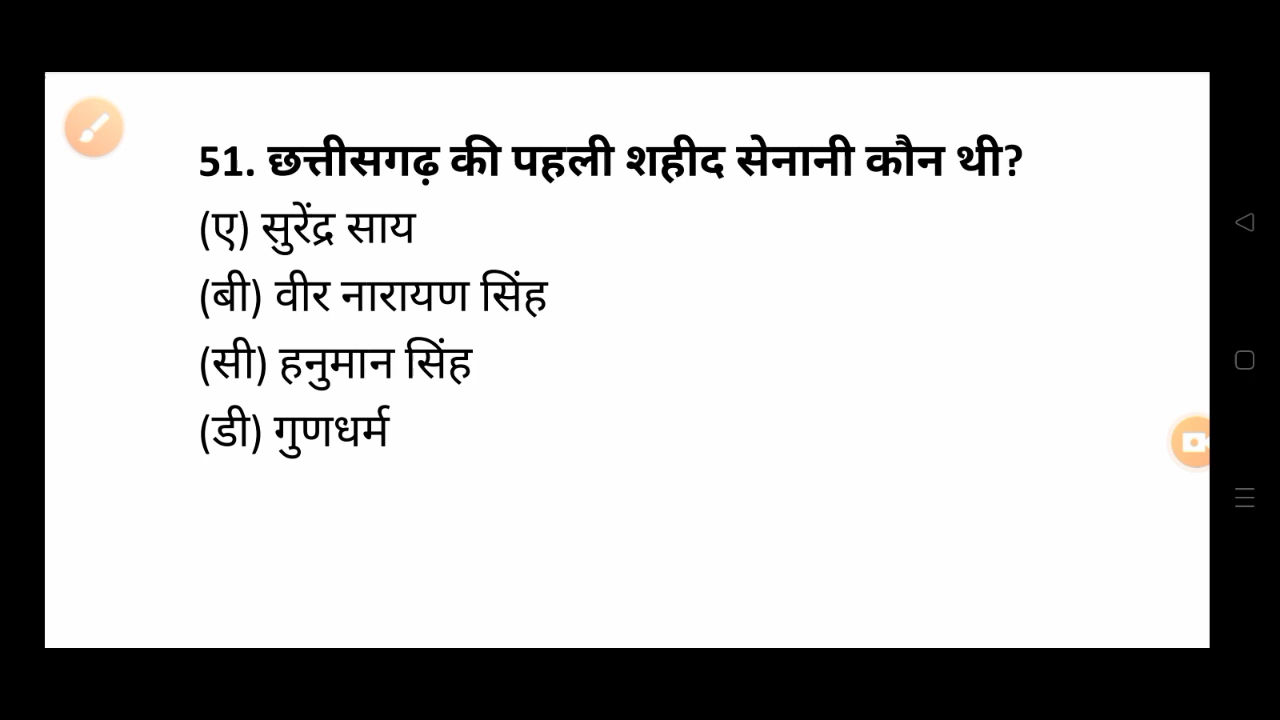 51. छत्तीसगढ़ की पहली शहीद सेनानी कौन थी?
(ए) सुरेंद्र साय
(बी) वीर नारायण सिंह
(सी) हनुमान सिंह
(डी) गुणधर्म